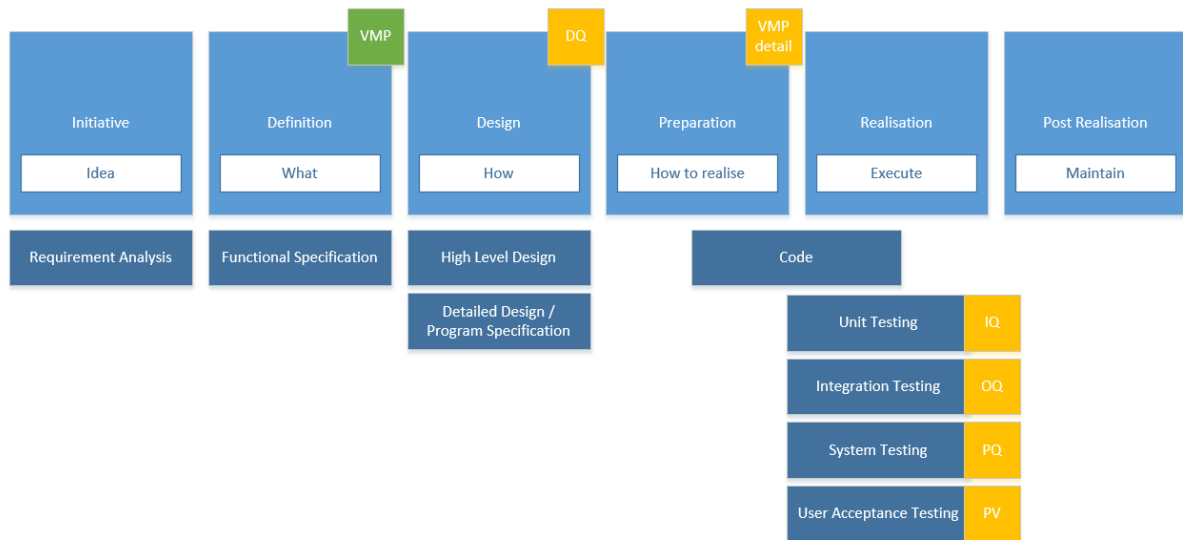 VMP
DQ
VMP
detail
Initiative
Definition
Design
Preparation
Realisation
Post Realisation
Idea
What
How
How to realise
Execute
Maintain
Requirement Analysis
Functional Specification
High Level Design
Code
Detailed Design /
Program Specification
Unit Testing
IQ
Integration Testing
OQ
System Testing
PQ
User Acceptance Testing
PV